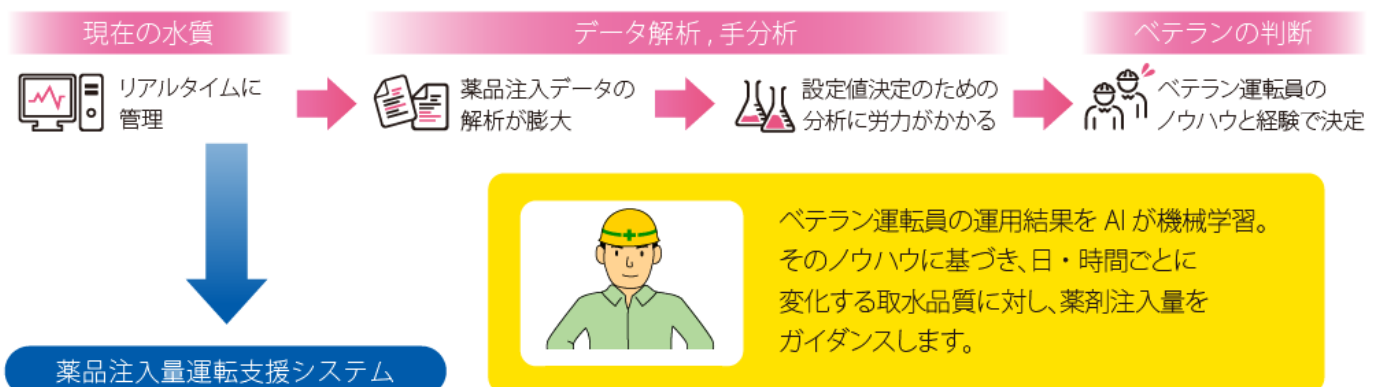 現在の水質
データ解析,手分析
ベテランの判断
リアルタイムに
管理
薬品注入データの
解析が膨大
設定値決定のための
分析に労力がかかる
ベテラン運転員の
ノウハウと経験で決定
ベテラン運転員の運用結果を AI が機械学習。
そのノウハウに基づき、日・時間ごとに
変化する取水品質に対し、薬剤注入量を
ガイダンスします。
薬品注入量運転支援システム